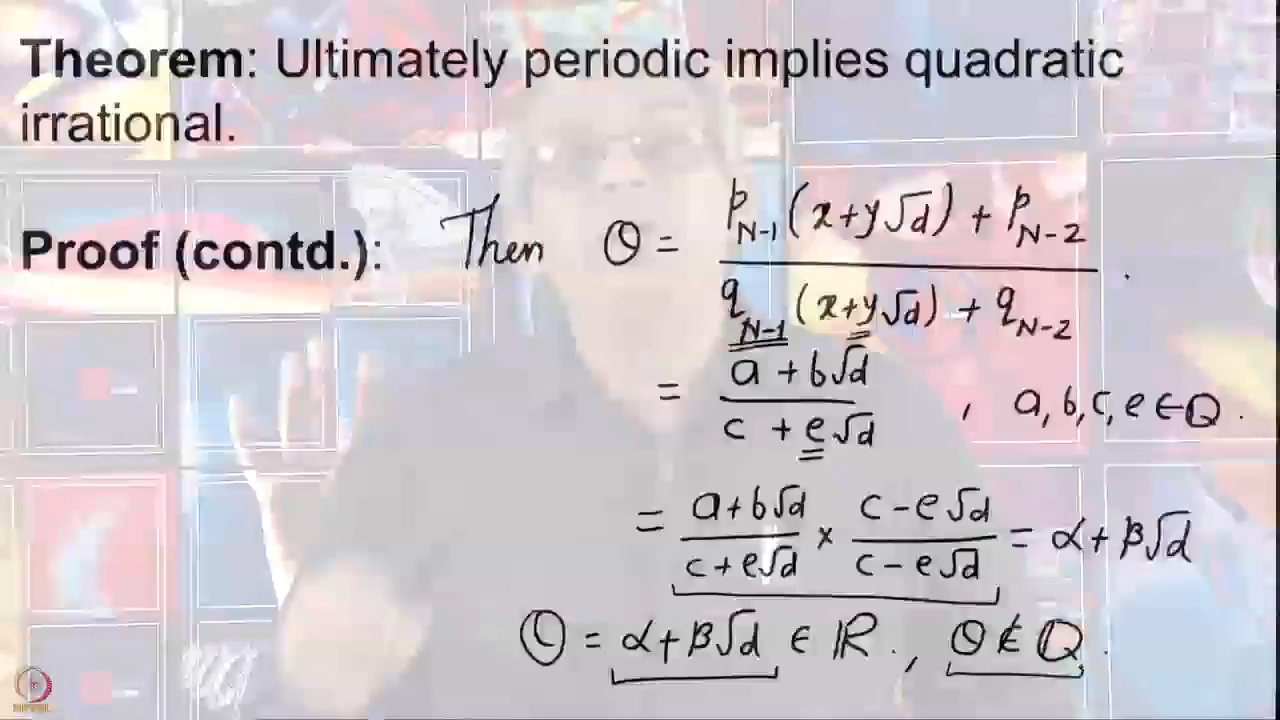 Theorem: Ultimately periodic implies quadratic
irrational.
Proof (contd.): Then θ = (p_{N-1}(x+y√d) + p_{N-2}) / (q_{N-1}(x+y√d) + q_{N-2}) .
= (a + b√d) / (c + e√d) , a, b, c, e ∈ Q .
= (a+b√d)/(c+e√d) × (c-e√d)/(c-e√d) = α + β√d
θ = α+β√d ∈ R . , θ ∉ Q .